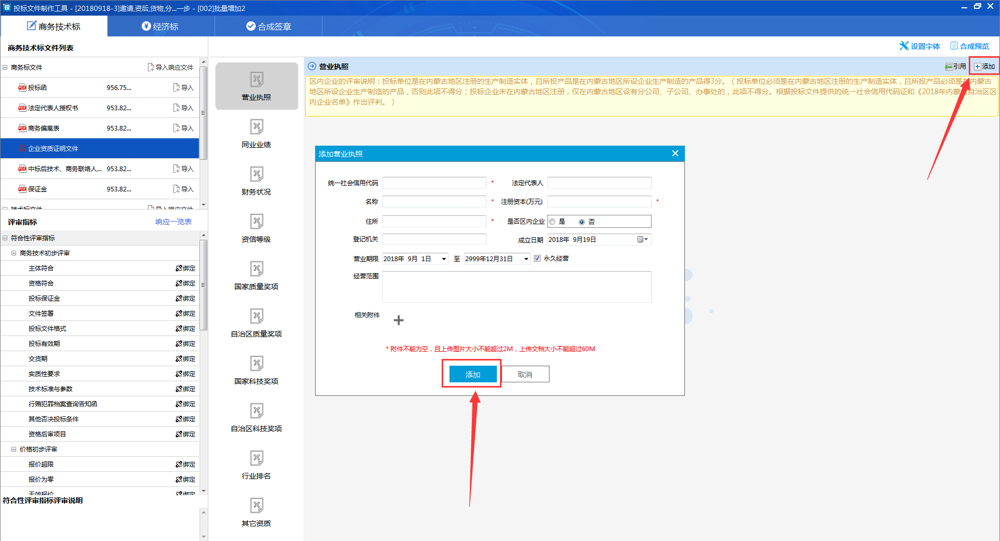 投标文件制作工具 - [20180918-3]邀请,资后,货物,分...一步 - [002]批量增加2
商务技术标
经济标
合成签章
设置字体
合成预览
商务技术标文件列表
商务标文件
导入响应文件
投标函 956.75... 导入
法定代表人授权书 953.82... 导入
商务偏离表 953.82... 导入
企业资质证明文件
中标后技术、商务联络人... 953.82... 导入
保证金 953.82... 导入
技术标文件 导入响应文件
评审指标 响应一览表
符合性评审指标
商务技术初步评审
主体符合 绑定
资格符合 绑定
投标保证金 绑定
文件签署 绑定
投标文件格式 绑定
投标有效期 绑定
交货期 绑定
实质性要求 绑定
技术标准与参数 绑定
行贿犯罪档案查询告知函 绑定
其他否决投标条件 绑定
资格后审项目 绑定
价格初步评审
报价超限 绑定
报价为零 绑定
无效报价 绑定
符合性评审指标评审说明
营业执照
同业业绩
财务状况
资信等级
国家质量奖项
自治区质量奖项
国家科技奖项
自治区科技奖项
行业排名
其它资质
营业执照 引用 添加
区内企业的评审说明：投标单位是在内蒙古地区注册的生产制造实体，且所投产品是在内蒙古地区所设企业生产制造的产品得3分。（投标单位必须是在内蒙古地区注册的生产制造实体，且所投产品必须是在内蒙古
地区所设企业生产制造的产品，否则此项不得分；投标企业未在内蒙古地区注册，仅在内蒙古地区设有分公司、子公司、办事处的，此项不得分。根据投标文件提供的统一社会信用代码证和《2018年内蒙古自治区区
内企业名单》作出评判。）
添加营业执照
统一社会信用代码 * 法定代表人
名称 * 注册资本(万元) *
住所 * 是否区内企业 是 否
登记机关 成立日期 2018年 9月19日
营业期限 2018年 9月 1日 至 2999年12月31日 永久经营
经营范围
相关附件
* 附件不能为空，且上传图片大小不能超过2M，上传文档大小不能超过60M
添加 取消